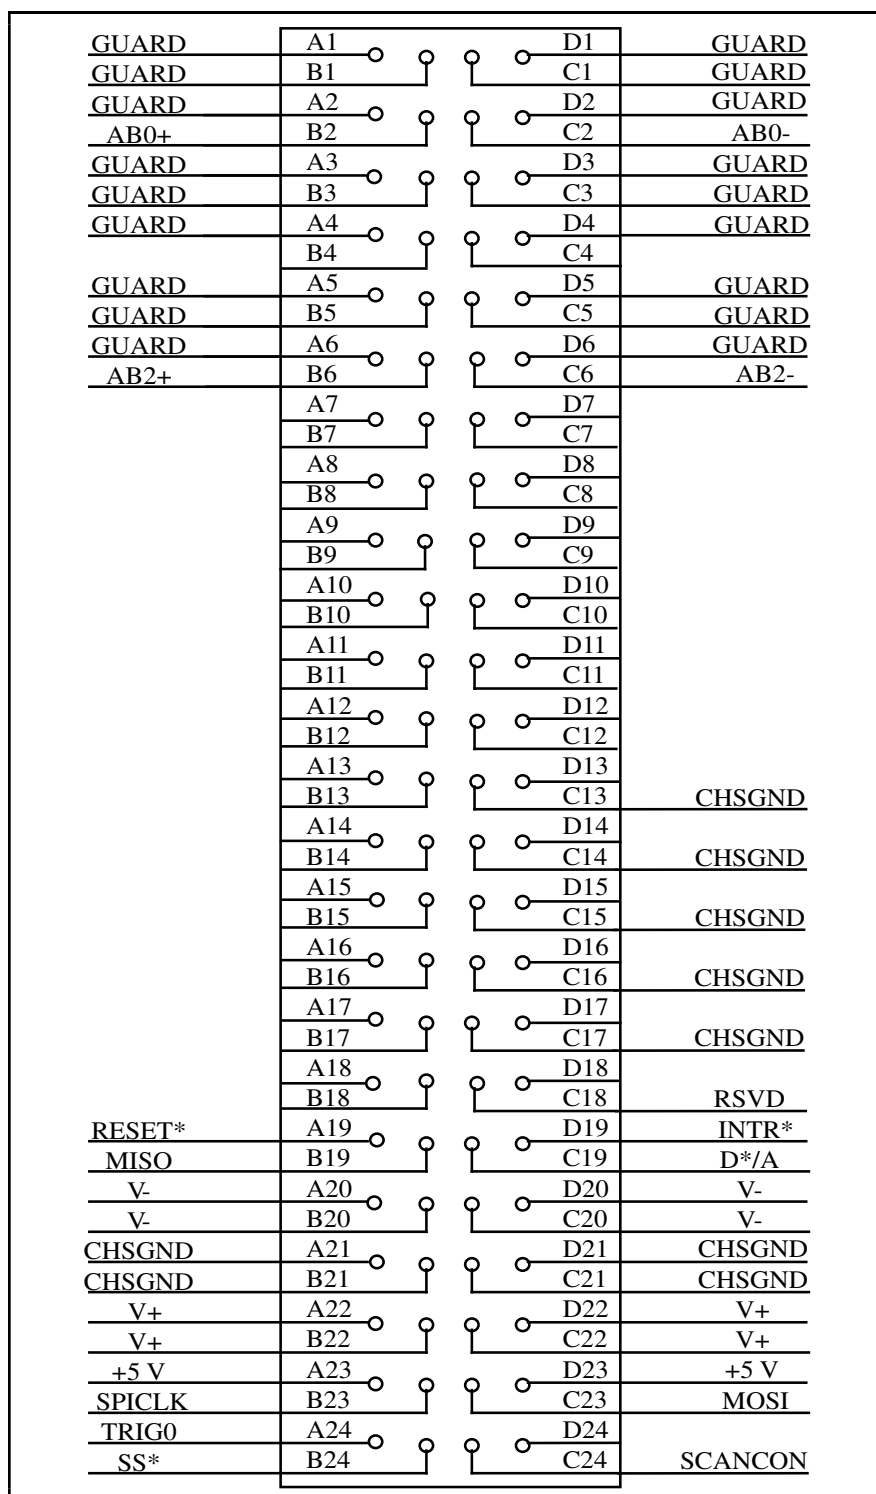 GUARD A1 D1 GUARD
GUARD B1 C1 GUARD
GUARD A2 D2 GUARD
AB0+ B2 C2 AB0-
GUARD A3 D3 GUARD
GUARD B3 C3 GUARD
GUARD A4 D4 GUARD
B4 C4
GUARD A5 D5 GUARD
GUARD B5 C5 GUARD
GUARD A6 D6 GUARD
AB2+ B6 C6 AB2-
A7 D7
B7 C7
A8 D8
B8 C8
A9 D9
B9 C9
A10 D10
B10 C10
A11 D11
B11 C11
A12 D12
B12 C12
A13 D13
B13 C13 CHSGND
A14 D14
B14 C14 CHSGND
A15 D15
B15 C15 CHSGND
A16 D16
B16 C16 CHSGND
A17 D17
B17 C17 CHSGND
A18 D18
B18 C18 RSVD
RESET* A19 D19 INTR*
MISO B19 C19 D*/A
V- A20 D20 V-
V- B20 C20 V-
CHSGND A21 D21 CHSGND
CHSGND B21 C21 CHSGND
V+ A22 D22 V+
V+ B22 C22 V+
+5 V A23 D23 +5 V
SPICLK B23 C23 MOSI
TRIG0 A24 D24
SS* B24 C24 SCANCON